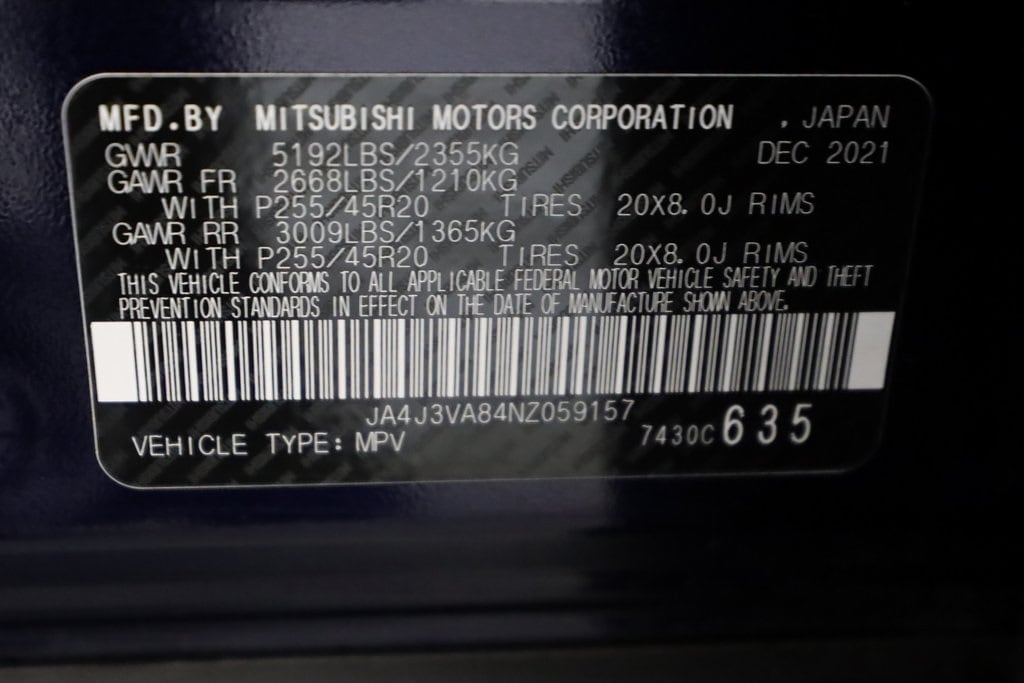 MFD.BY MITSUBISHI MOTORS CORPORATION . JAPAN
GVWR 5192LBS/2355KG DEC 2021
GAWR FR 2668LBS/1210KG
WITH P255/45R20 TIRES 20X8.0J RIMS
GAWR RR 3009LBS/1365KG
WITH P255/45R20 TIRES 20X8.0J RIMS
THIS VEHICLE CONFORMS TO ALL APPLICABLE FEDERAL MOTOR VEHICLE SAFETY AND THEFT
PREVENTION STANDARDS IN EFFECT ON THE DATE OF MANUFACTURE SHOWN ABOVE.
JA4J3VA84NZ059157
VEHICLE TYPE: MPV 7430C 635